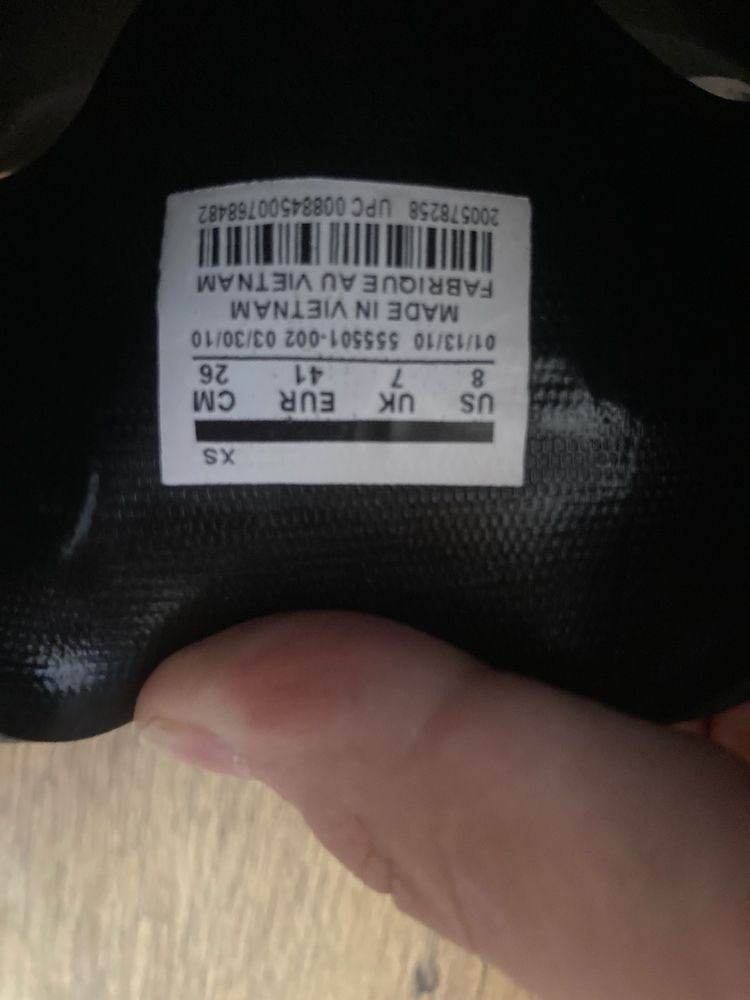 XS
US UK EUR CM
8 7 41 26
01/13/10 555501-002 03/30/10
MADE IN VIETNAM
FABRIQUE AU VIETNAM
200578258 UPC 00884500768482